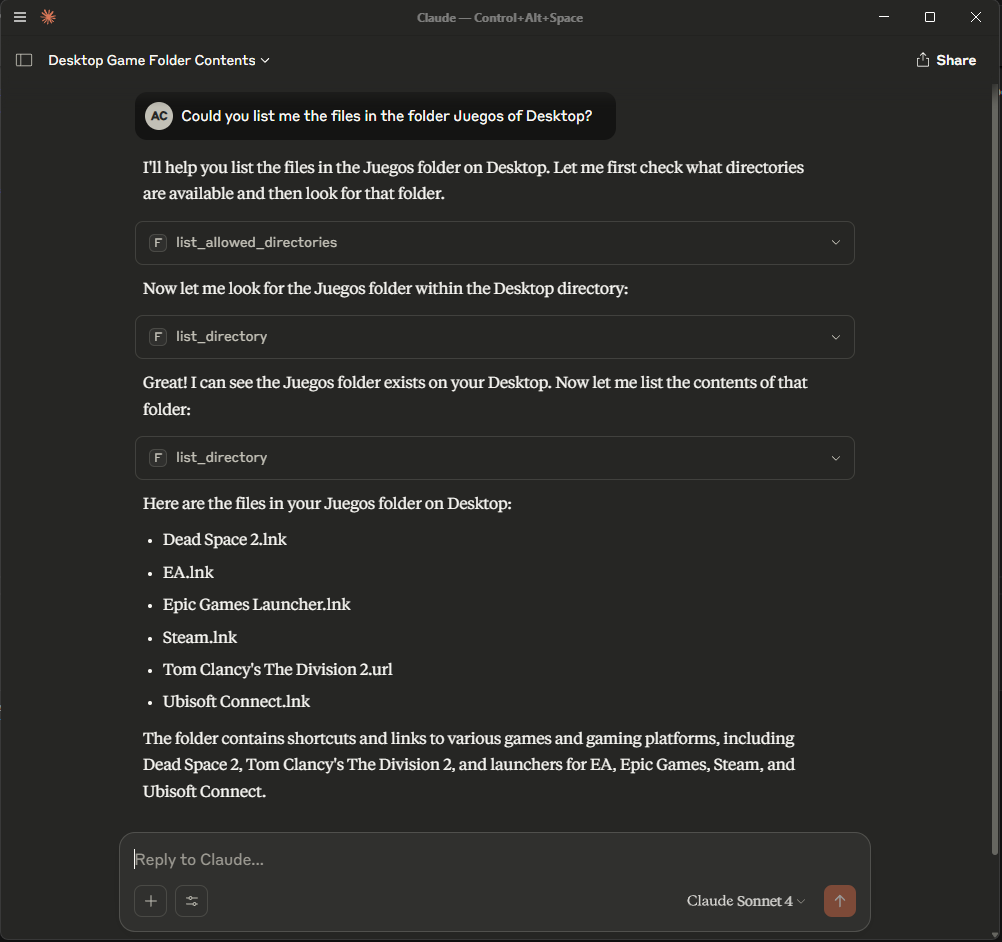 Claude — Control+Alt+Space
Desktop Game Folder Contents
Share
AC
Could you list me the files in the folder Juegos of Desktop?
I'll help you list the files in the Juegos folder on Desktop. Let me first check what directories
are available and then look for that folder.
F list_allowed_directories
Now let me look for the Juegos folder within the Desktop directory:
F list_directory
Great! I can see the Juegos folder exists on your Desktop. Now let me list the contents of that
folder:
F list_directory
Here are the files in your Juegos folder on Desktop:
• Dead Space 2.lnk
• EA.lnk
• Epic Games Launcher.lnk
• Steam.lnk
• Tom Clancy's The Division 2.url
• Ubisoft Connect.lnk
The folder contains shortcuts and links to various games and gaming platforms, including
Dead Space 2, Tom Clancy's The Division 2, and launchers for EA, Epic Games, Steam, and
Ubisoft Connect.
Reply to Claude...
Claude Sonnet 4